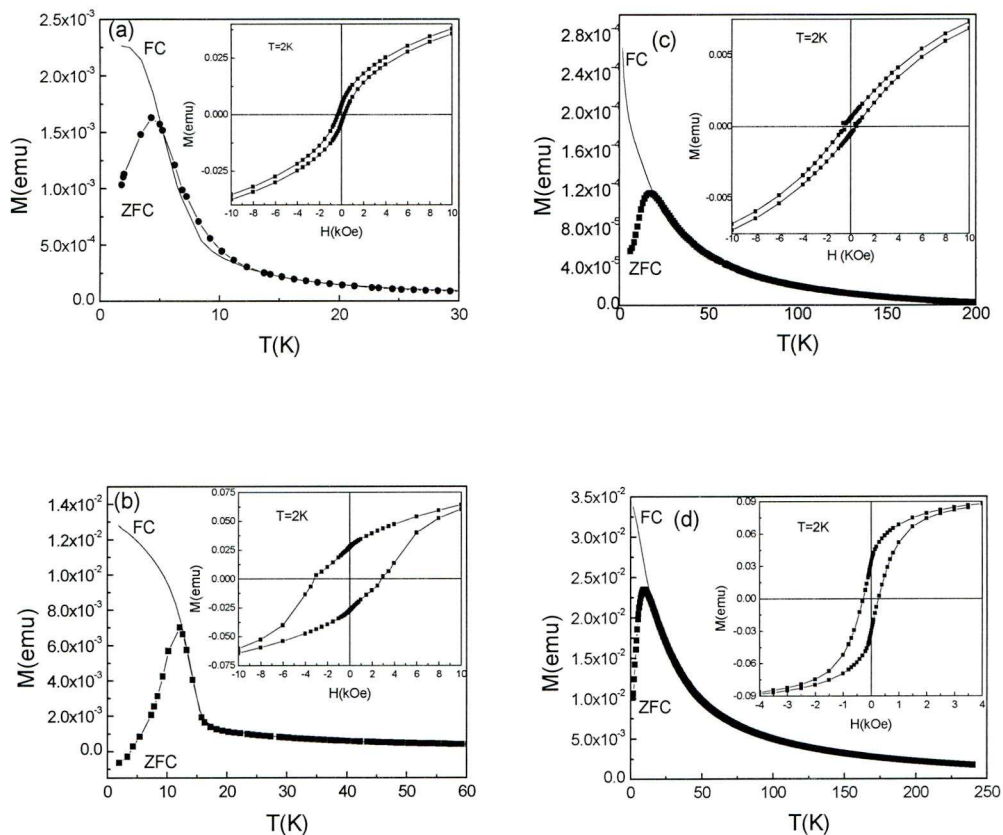 (a)
FC
ZFC
M(emu)
2.5x10⁻³
2.0x10⁻³
1.5x10⁻³
1.0x10⁻³
5.0x10⁻⁴
0.0
0 10 20 30
T(K)
T=2K
M(emu)
0.025
0.000
-0.025
-10 -8 -6 -4 -2 0 2 4 6 8 10
H(kOe)
(c)
FC
ZFC
M(emu)
2.8x10⁻⁴
2.4x10⁻⁴
2.0x10⁻⁴
1.6x10⁻⁴
1.2x10⁻⁴
8.0x10⁻⁵
4.0x10⁻⁵
0.0
0 50 100 150 200
T(K)
T=2K
M(emu)
0.005
0.000
-0.005
-10 -8 -6 -4 -2 0 2 4 6 8 10
H (KOe)
(b)
FC
ZFC
M(emu)
1.4x10⁻²
1.2x10⁻²
1.0x10⁻²
8.0x10⁻³
6.0x10⁻³
4.0x10⁻³
2.0x10⁻³
0.0
0 10 20 30 40 50 60
T(K)
T=2K
M(emu)
0.075
0.050
0.025
0.000
-0.025
-0.050
-0.075
-10 -8 -6 -4 -2 0 2 4 6 8 10
H(kOe)
(d)
FC
ZFC
M(emu)
3.5x10⁻²
3.0x10⁻²
2.5x10⁻²
2.0x10⁻²
1.5x10⁻²
1.0x10⁻²
5.0x10⁻³
0.0
0 50 100 150 200 250
T(K)
T=2K
M(emu)
0.09
0.06
0.03
0.00
-0.03
-0.06
-0.09
-4 -3 -2 -1 0 1 2 3 4
H(kOe)